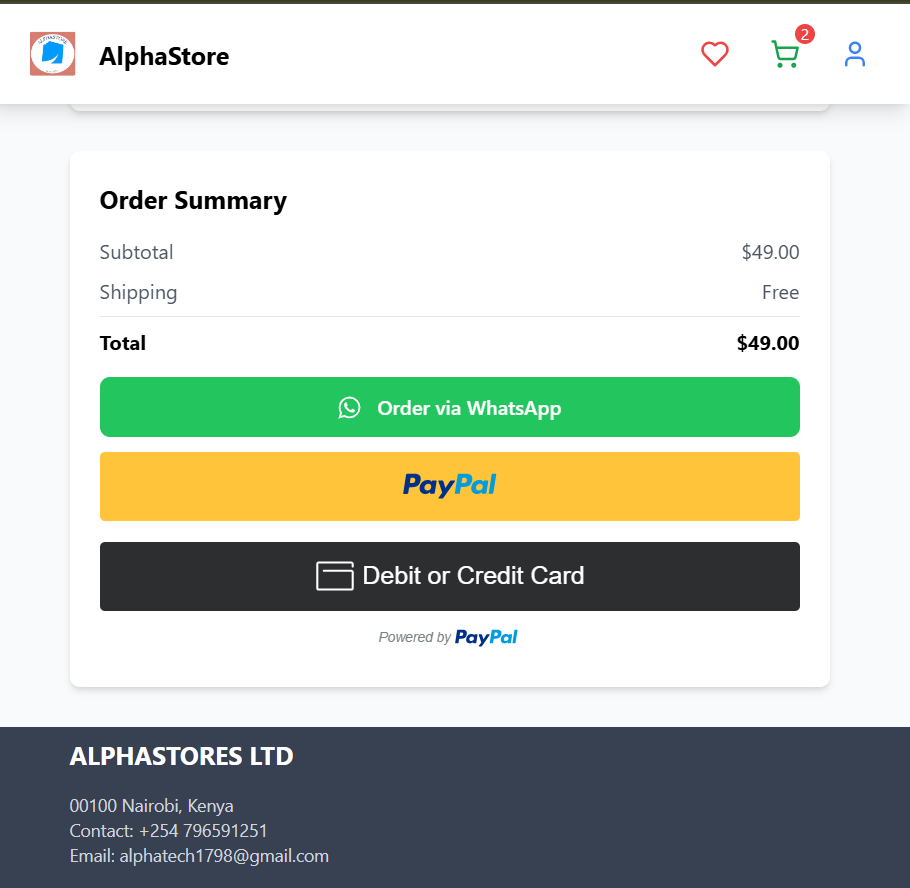 AlphaStore
2
Order Summary
Subtotal $49.00
Shipping Free
Total $49.00
Order via WhatsApp
PayPal
Debit or Credit Card
Powered by PayPal
ALPHASTORES LTD
00100 Nairobi, Kenya
Contact: +254 796591251
Email: alphatech1798@gmail.com